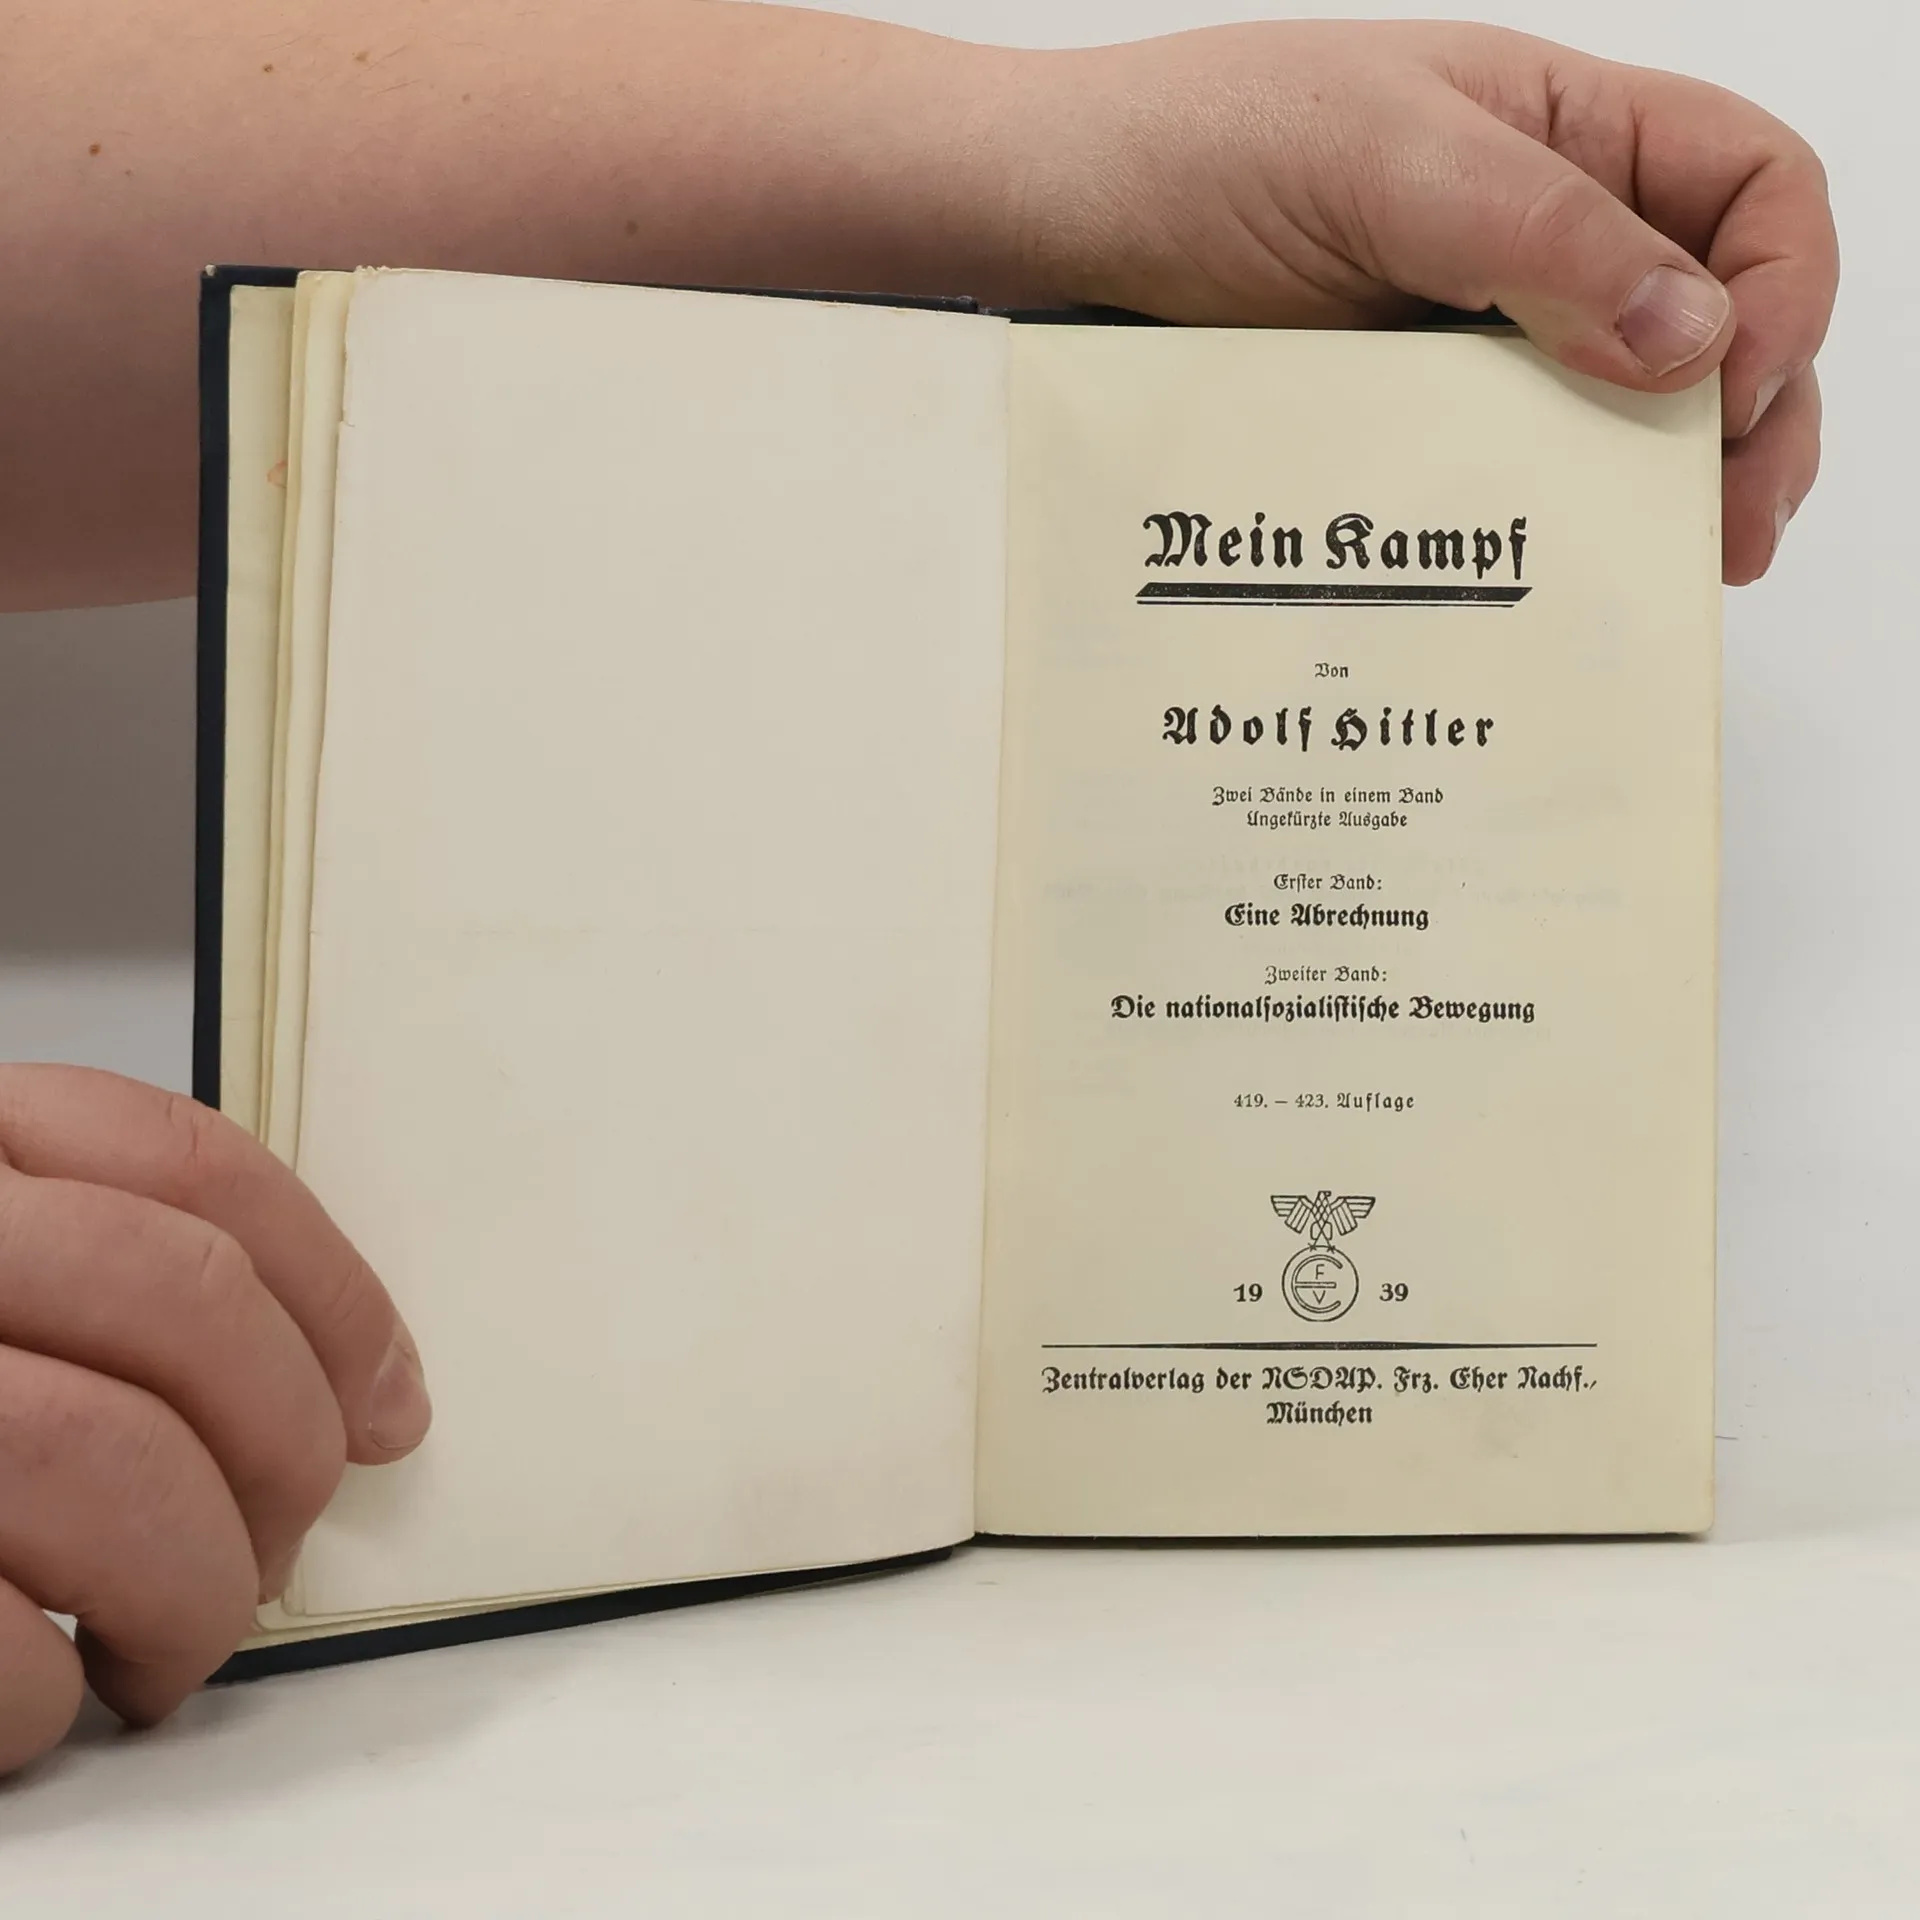 Mein Kampf
Von
Adolf Hitler
Zwei Bände in einem Band
Ungekürzte Ausgabe
Erster Band:
Eine Abrechnung
Zweiter Band:
Die nationalsozialistische Bewegung
419. – 423. Auflage
F
E
V
19 39
Zentralverlag der NSDAP. Frz. Eher Nachf.,
München